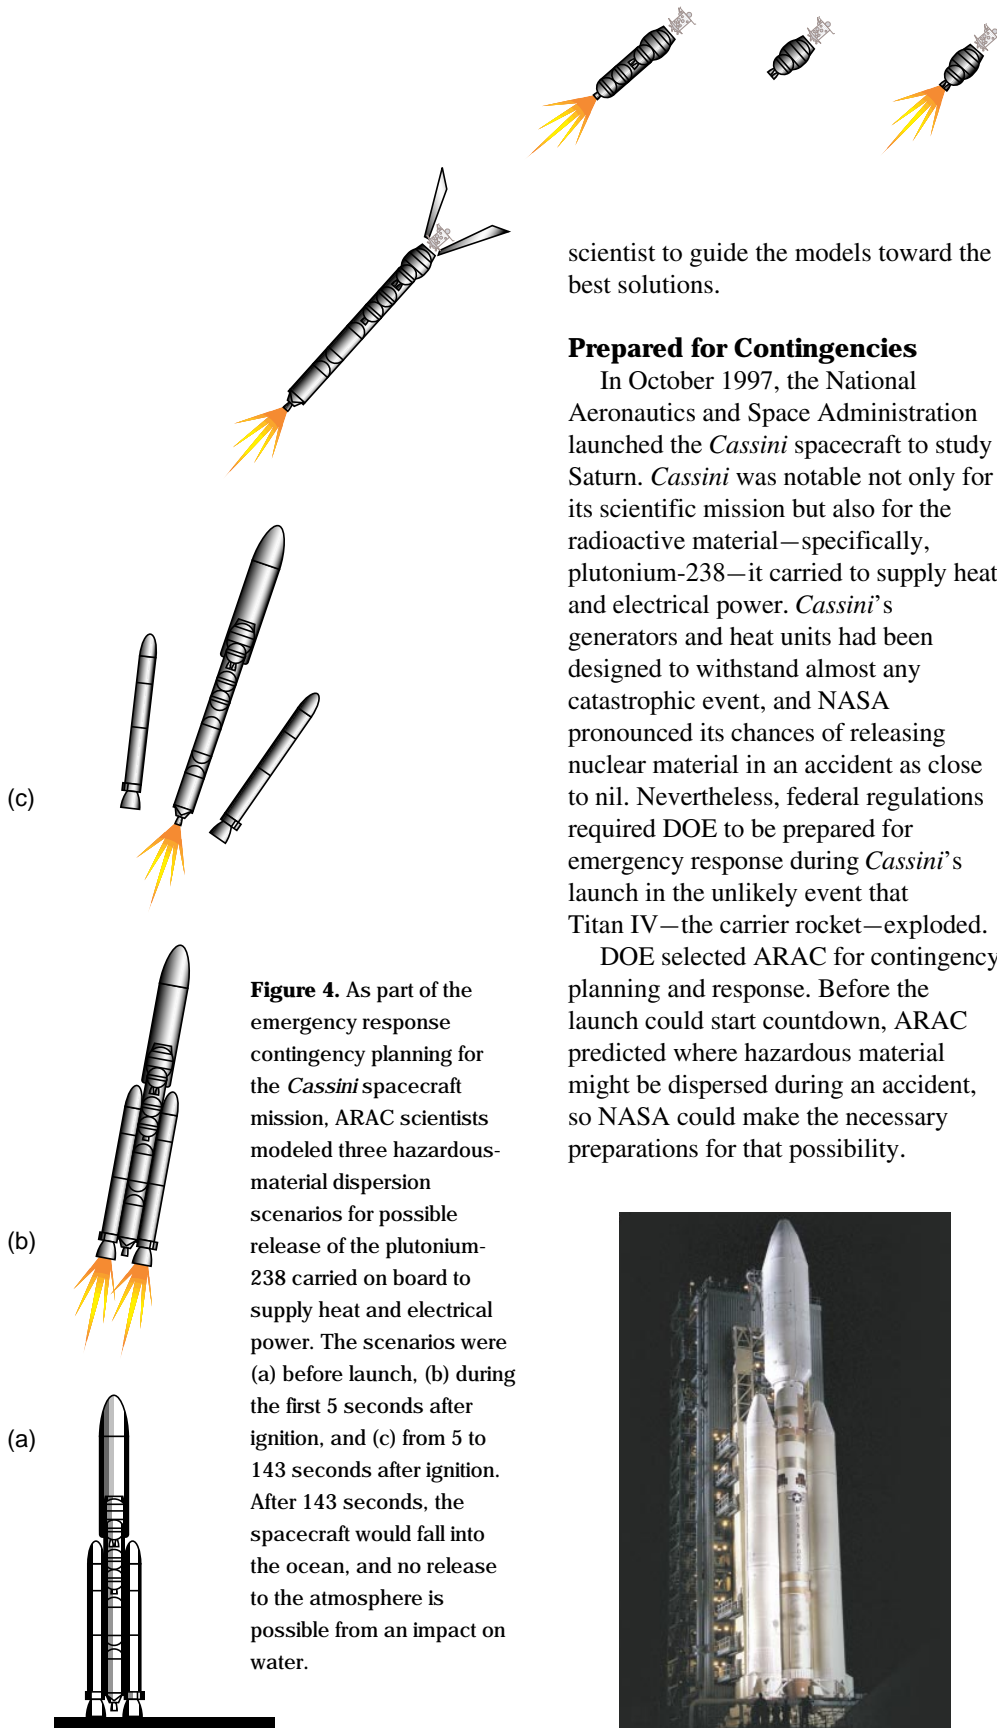 scientist to guide the models toward the
best solutions.
Prepared for Contingencies
In October 1997, the National
Aeronautics and Space Administration
launched the Cassini spacecraft to study
Saturn. Cassini was notable not only for
its scientific mission but also for the
radioactive material—specifically,
plutonium-238—it carried to supply heat
and electrical power. Cassini's
generators and heat units had been
designed to withstand almost any
catastrophic event, and NASA
pronounced its chances of releasing
nuclear material in an accident as close
to nil. Nevertheless, federal regulations
required DOE to be prepared for
emergency response during Cassini's
launch in the unlikely event that
Titan IV—the carrier rocket—exploded.
DOE selected ARAC for contingency
planning and response. Before the
launch could start countdown, ARAC
predicted where hazardous material
might be dispersed during an accident,
so NASA could make the necessary
preparations for that possibility.
(c)
(b)
(a)
Figure 4. As part of the
emergency response
contingency planning for
the Cassini spacecraft
mission, ARAC scientists
modeled three hazardous-
material dispersion
scenarios for possible
release of the plutonium-
238 carried on board to
supply heat and electrical
power. The scenarios were
(a) before launch, (b) during
the first 5 seconds after
ignition, and (c) from 5 to
143 seconds after ignition.
After 143 seconds, the
spacecraft would fall into
the ocean, and no release
to the atmosphere is
possible from an impact on
water.